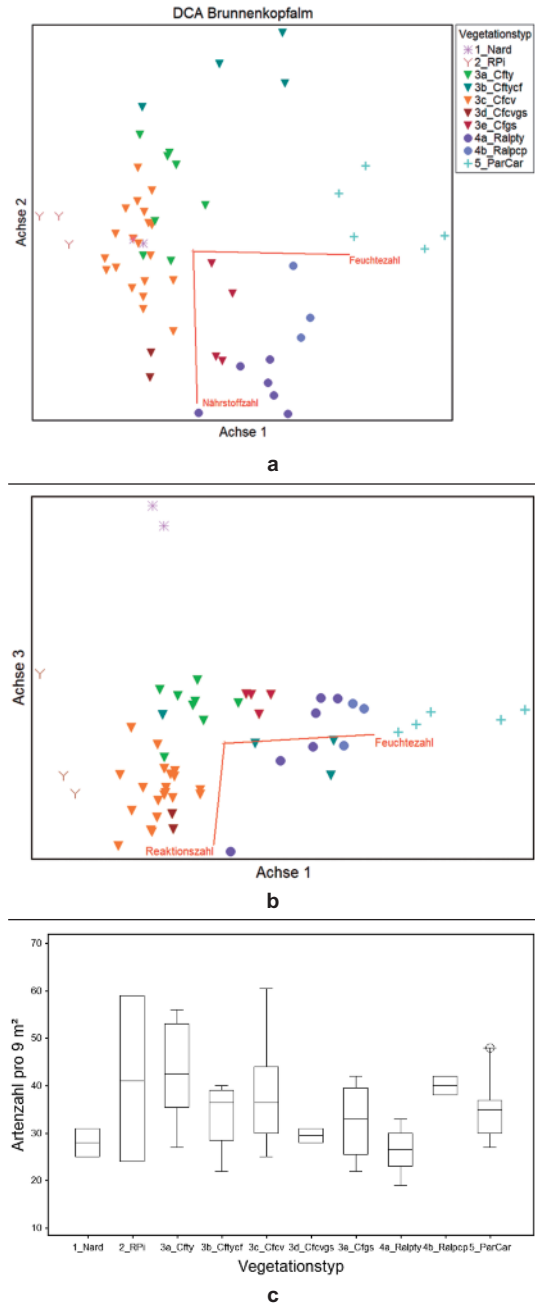 DCA Brunnenkopfalm
Vegetationstyp
1_Nard
2_RPi
3a_Cfty
3b_Cftycf
3c_Cfcv
3d_Cfcvgs
3e_Cfgs
4a_Ralpty
4b_Ralpcp
5_ParCar
Achse 2
Feuchtezahl
Nährstoffzahl
Achse 1
a
Achse 3
Feuchtezahl
Reaktionszahl
Achse 1
b
Artenzahl pro 9 m²
70
60
50
40
30
20
10
1_Nard 2_RPi 3a_Cfty 3b_Cftycf 3c_Cfcv 3d_Cfcvgs 3a_Cfgs 4a_Ralpty 4b_Ralpcp 5_ParCar
Vegetationstyp
c